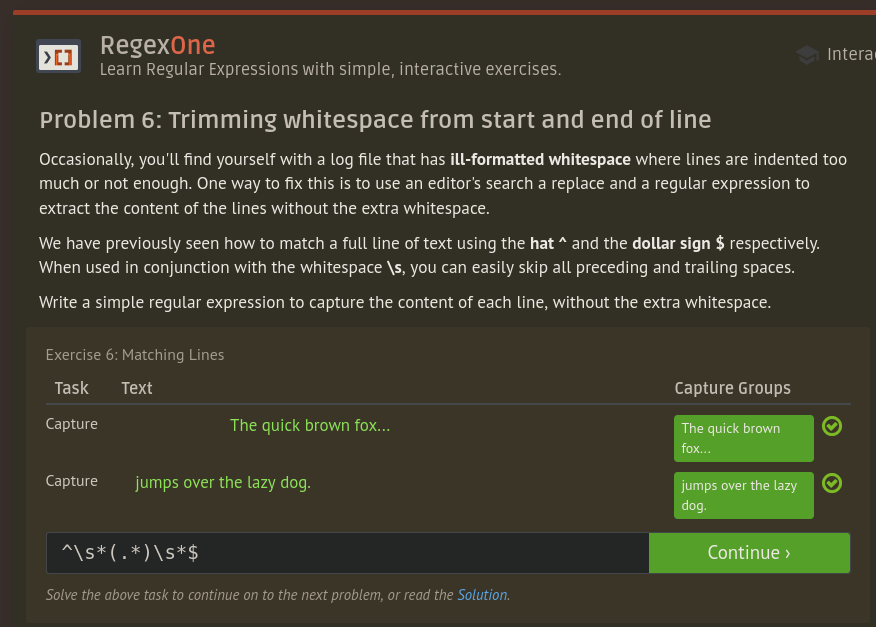 RegexOne
Learn Regular Expressions with simple, interactive exercises.
Problem 6: Trimming whitespace from start and end of line
Occasionally, you'll find yourself with a log file that has ill-formatted whitespace where lines are indented too
much or not enough. One way to fix this is to use an editor's search a replace and a regular expression to
extract the content of the lines without the extra whitespace.
We have previously seen how to match a full line of text using the hat ^ and the dollar sign $ respectively.
When used in conjunction with the whitespace \s, you can easily skip all preceding and trailing spaces.
Write a simple regular expression to capture the content of each line, without the extra whitespace.
Exercise 6: Matching Lines
Task Text Capture Groups
Capture The quick brown fox... The quick brown
fox...
Capture jumps over the lazy dog. jumps over the lazy
dog.
^\s*(.*)\s*$ Continue ›
Solve the above task to continue on to the next problem, or read the Solution.